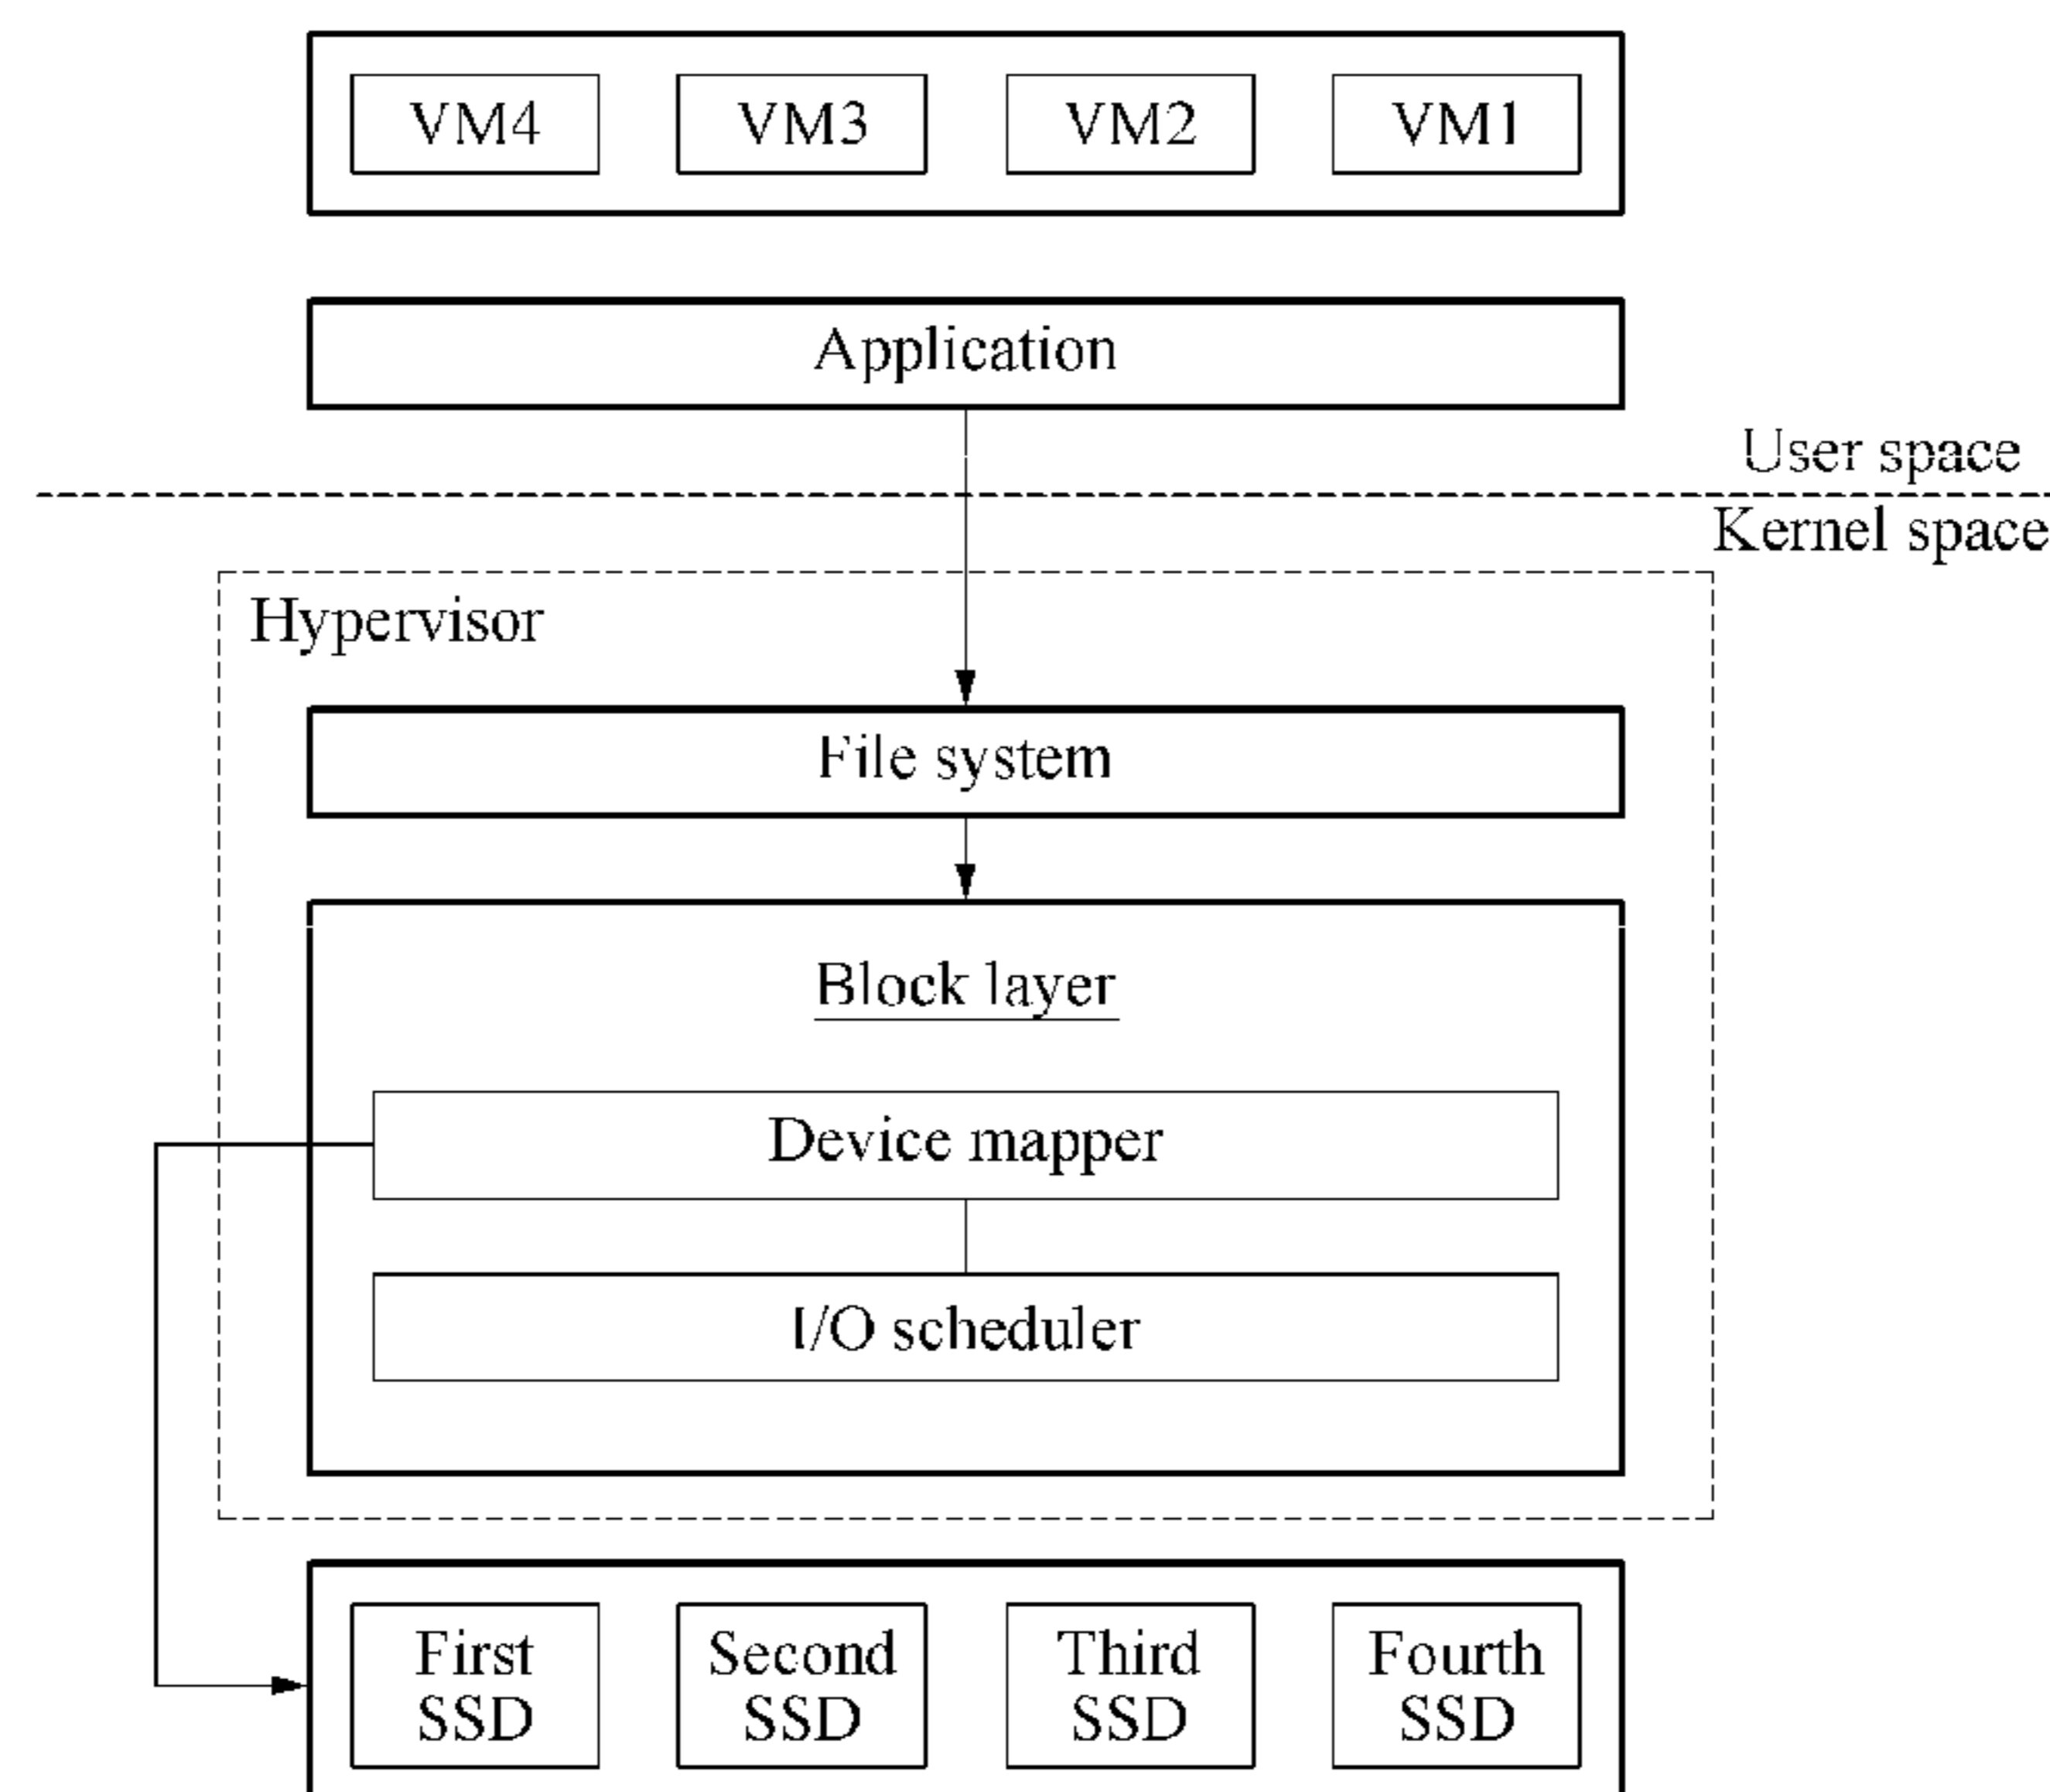 VM4 VM3 VM2 VM1
Application
User space
Kernel space
Hypervisor
File system
Block layer
Device mapper
I/O scheduler
First SSD
Second SSD
Third SSD
Fourth SSD